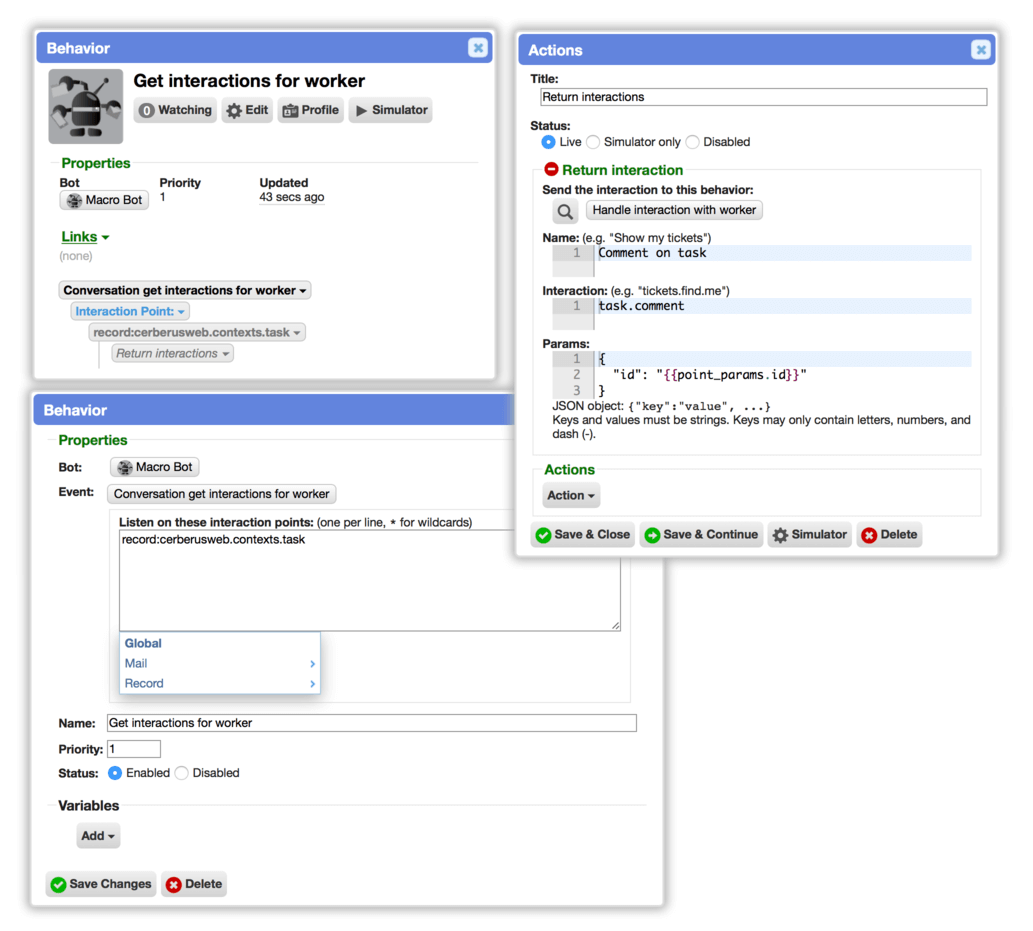 Behavior
Get interactions for worker
0 Watching Edit Profile Simulator
Properties
Bot Priority Updated
Macro Bot 1 43 secs ago
Links
(none)
Conversation get interactions for worker
Interaction Point:
record:cerberusweb.contexts.task
Return interactions
Actions
Title:
Return interactions
Status:
Live Simulator only Disabled
Return interaction
Send the interaction to this behavior:
Handle interaction with worker
Name: (e.g. "Show my tickets")
1 Comment on task
Interaction: (e.g. "tickets.find.me")
1 task.comment
Params:
1 {
2 "id": "{{point_params.id}}"
3 }
JSON object: {"key":"value", ...}
Keys and values must be strings. Keys may only contain letters, numbers, and
dash (-).
Actions
Action
Save & Close Save & Continue Simulator Delete
Behavior
Properties
Bot: Macro Bot
Event: Conversation get interactions for worker
Listen on these interaction points: (one per line, * for wildcards)
record:cerberusweb.contexts.task
Global
Mail
Record
Name: Get interactions for worker
Priority: 1
Status: Enabled Disabled
Variables
Add
Save Changes Delete